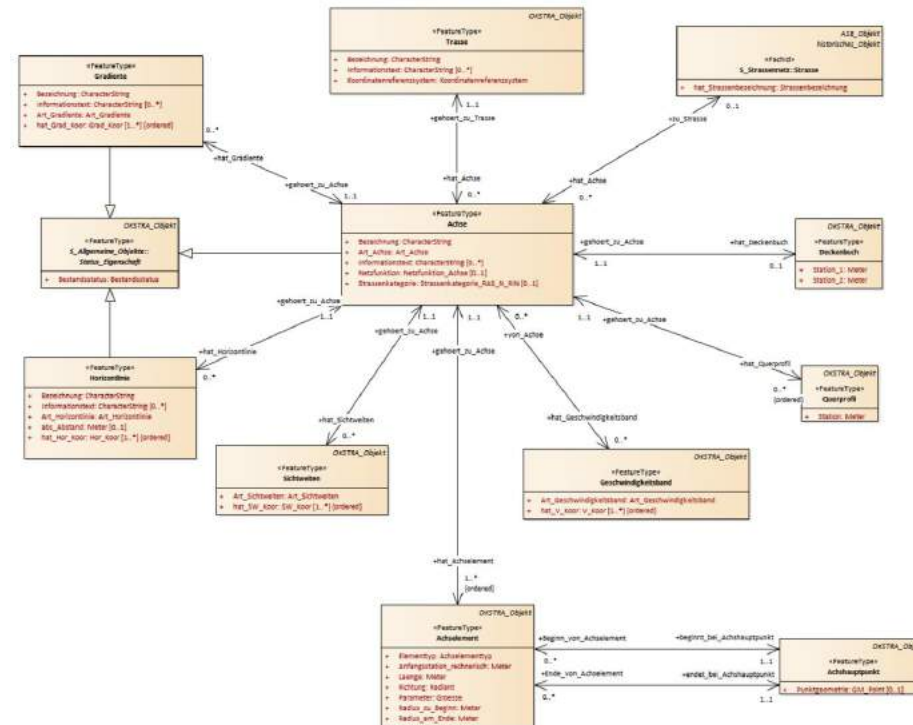 OKSTRA_Objekt
«FeatureType»
Trasse
+ Bezeichnung: CharacterString
+ Informationstext: CharacterString [0..*]
+ Koordinatenreferenzsystem: Koordinatenreferenzsystem
ASB_Objekt
historisches_Objekt
«Fachid»
S_Strassennetz::Strasse
+ hat_Strassenbezeichnung: Strassenbezeichnung
«FeatureType»
Gradiente
+ Bezeichnung: CharacterString
+ Informationstext: CharacterString [0..*]
+ Art_Gradiente: Art_Gradiente
+ hat_Grad_Koor: Grad_Koor [1..*] {ordered}
1..1
+gehoert_zu_Trasse
0..1
+zu_Strasse
0..*
+hat_Gradiente
+gehoert_zu_Achse
1..1
+hat_Achse
0..*
+hat_Achse
0..*
OKSTRA_Objekt
«FeatureType»
S_Allgemeine_Objekte::
Status_Eigenschaft
+ Bestandsstatus: Bestandsstatus
«FeatureType»
Achse
+ Bezeichnung: CharacterString
+ Art_Achse: Art_Achse
+ Informationstext: CharacterString [0..*]
+ Netzfunktion: Netzfunktion_Achse [0..1]
+ Strassenkategorie: Strassenkategorie_RAS_N_RIN [0..1]
+gehoert_zu_Achse
1..1
+hat_Deckenbuch
0..1
OKSTRA_Objekt
«FeatureType»
Deckenbuch
+ Station_1: Meter
+ Station_2: Meter
+gehoert_zu_Achse
1..1
+hat_Horizontlinie
0..*
+gehoert_zu_Achse
1..1
+gehoert_zu_Achse
1..1
+von_Achse
0..*
1..1
+gehoert_zu_Achse
+hat_Querprofil
0..*
{ordered}
OKSTRA_Objekt
«FeatureType»
Querprofil
+ Station: Meter
«FeatureType»
Horizontlinie
+ Bezeichnung: CharacterString
+ Informationstext: CharacterString [0..*]
+ Art_Horizontlinie: Art_Horizontlinie
+ abs_Abstand: Meter [0..1]
+ hat_Hor_Koor: Hor_Koor [1..*] {ordered}
+hat_Sichtweiten
0..*
+hat_Geschwindigkeitsband
0..*
OKSTRA_Objekt
«FeatureType»
Sichtweiten
+ Art_Sichtweiten: Art_Sichtweiten
+ hat_SW_Koor: SW_Koor [1..*] {ordered}
OKSTRA_Objekt
«FeatureType»
Geschwindigkeitsband
+ Art_Geschwindigkeitsband: Art_Geschwindigkeitsband
+ hat_V_Koor: V_Koor [1..*] {ordered}
+hat_Achselement
1..*
{ordered}
OKSTRA_Objekt
«FeatureType»
Achselement
+ Elementtyp: Achselementtyp
+ Anfangsstation_rechnerisch: Meter
+ Laenge: Meter
+ Richtung: Radiant
+ Parameter: Groesse
+ Radius_zu_Beginn: Meter
+ Radius_am_Ende: Meter
+Beginn_von_Achselement
0..*
+beginnt_bei_Achshauptpunkt
1..1
+Ende_von_Achselement
0..*
+endet_bei_Achshauptpunkt
1..1
OKSTRA_Obje
«FeatureType»
Achshauptpunkt
+ Punktgeometrie: GM_Point [0..1]